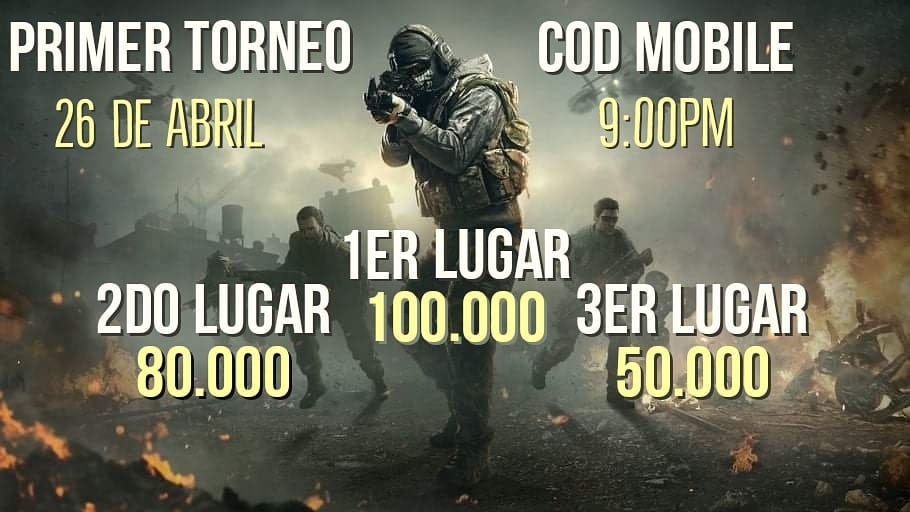 PRIMER TORNEO
COD MOBILE
26 DE ABRIL
9:00PM
1ER LUGAR
100.000
2DO LUGAR
80.000
3ER LUGAR
50.000